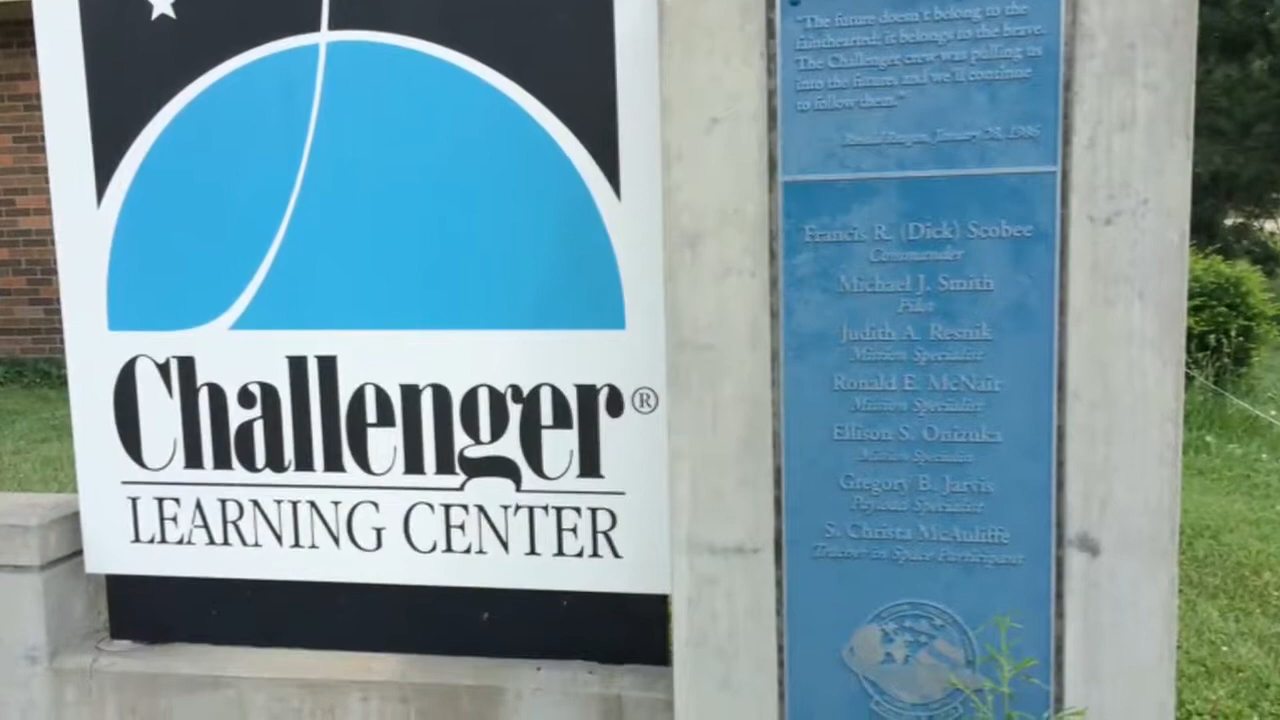 Challenger®
LEARNING CENTER
"The future doesn't belong to the
fainthearted; it belongs to the brave.
The Challenger crew was pulling us
into the future, and we'll continue
to follow them."
Ronald Reagan, January 28, 1986
Francis R. (Dick) Scobee
Commander
Michael J. Smith
Pilot
Judith A. Resnik
Mission Specialist
Ronald E. McNair
Mission Specialist
Ellison S. Onizuka
Mission Specialist
Gregory B. Jarvis
Payload Specialist
S. Christa McAuliffe
Teacher in Space Participant